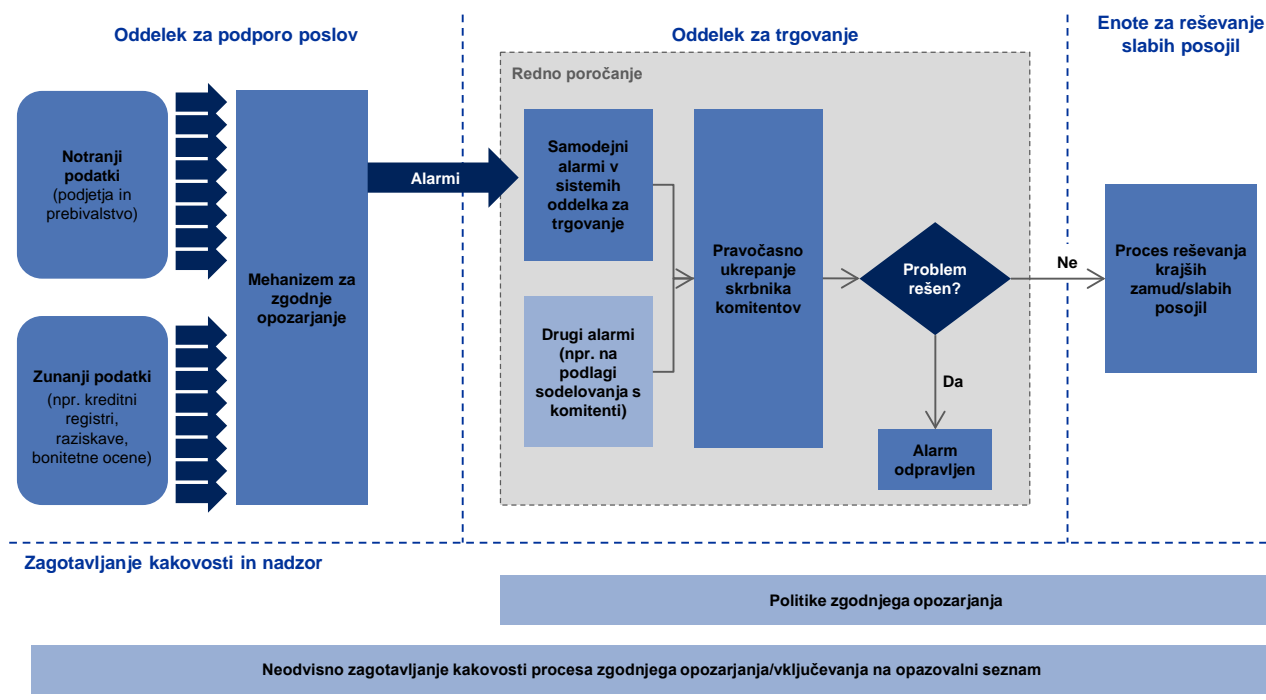 Oddelek za podporo poslov
Oddelek za trgovanje
Enote za reševanje
slabih posojil
Redno poročanje
Notranji
podatki
(podjetja in
prebivalstvo)
Zunanji podatki
(npr. kreditni
registri,
raziskave,
bonitetne ocene)
Mehanizem za
zgodnje
opozarjanje
Alarmi
Samodejni
alarmi v
sistemih
oddelka za
trgovanje
Drugi alarmi
(npr. na
podlagi
sodelovanja s
komitenti)
Pravočasno
ukrepanje
skrbnika
komitentov
Problem
rešen?
Ne
Da
Alarm
odpravljen
Proces reševanja
krajših
zamud/slabih
posojil
Zagotavljanje kakovosti in nadzor
Politike zgodnjega opozarjanja
Neodvisno zagotavljanje kakovosti procesa zgodnjega opozarjanja/vključevanja na opazovalni seznam